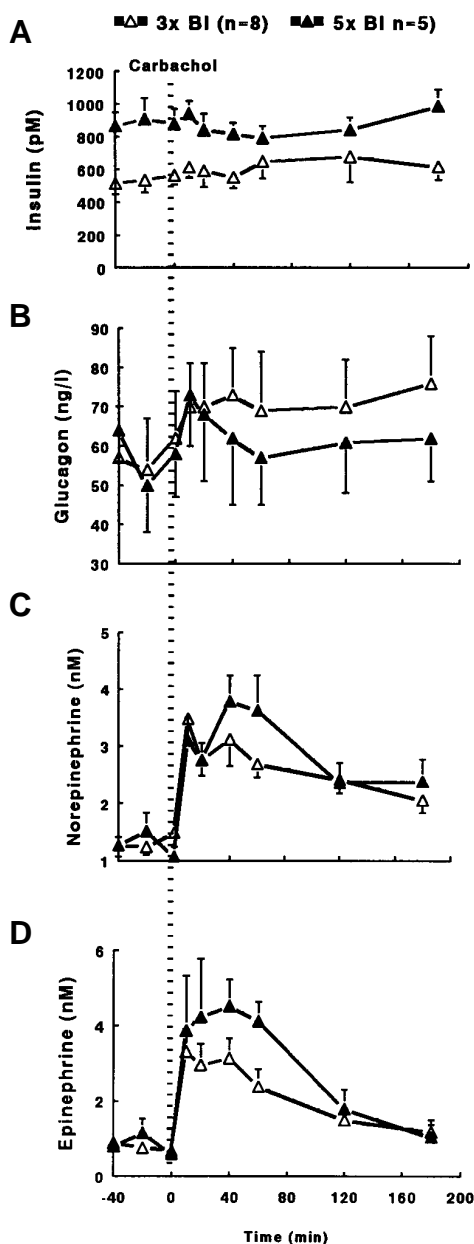 A
3x BI (n=8) 5x BI n=5)
Carbachol
Insulin (pM)
1200
1000
800
600
400
200
0
B
Glucagon (ng/l)
90
80
70
60
50
40
30
C
Norepinephrine (nM)
5
4
3
2
1
D
Epinephrine (nM)
6
4
2
0
-40 0 40 80 120 160 200
Time (min)